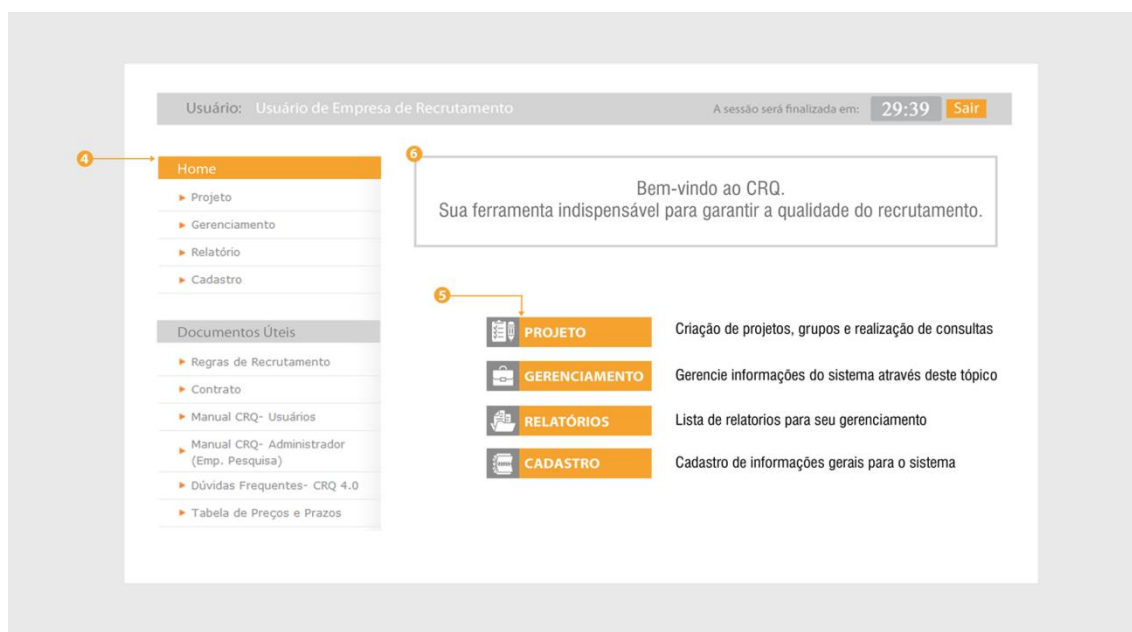 Usuário: Usuário de Empresa de Recrutamento
A sessão será finalizada em: 29:39 Sair
4
Home
Projeto
Gerenciamento
Relatório
Cadastro
Documentos Úteis
Regras de Recrutamento
Contrato
Manual CRQ- Usuários
Manual CRQ- Administrador
(Emp. Pesquisa)
Dúvidas Frequentes- CRQ 4.0
Tabela de Preços e Prazos
6
Bem-vindo ao CRQ.
Sua ferramenta indispensável para garantir a qualidade do recrutamento.
5
PROJETO Criação de projetos, grupos e realização de consultas
GERENCIAMENTO Gerencie informações do sistema através deste tópico
RELATÓRIOS Lista de relatorios para seu gerenciamento
CADASTRO Cadastro de informações gerais para o sistema